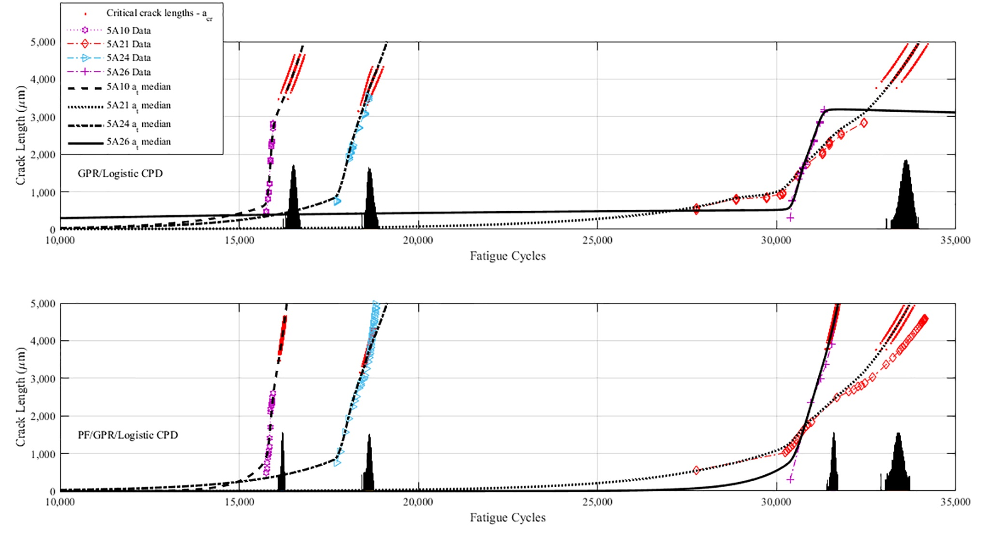 Critical crack lengths - a_cr
5A10 Data
5A21 Data
5A24 Data
5A26 Data
5A10 a_t median
5A21 a_t median
5A24 a_t median
5A26 a_t median
5,000
4,000
3,000
2,000
1,000
0
Crack Length (μm)
GPR/Logistic CPD
10,000 15,000 20,000 25,000 30,000 35,000
Fatigue Cycles
5,000
4,000
3,000
2,000
1,000
0
Crack Length (μm)
PF/GPR/Logistic CPD
10,000 15,000 20,000 25,000 30,000 35,000
Fatigue Cycles